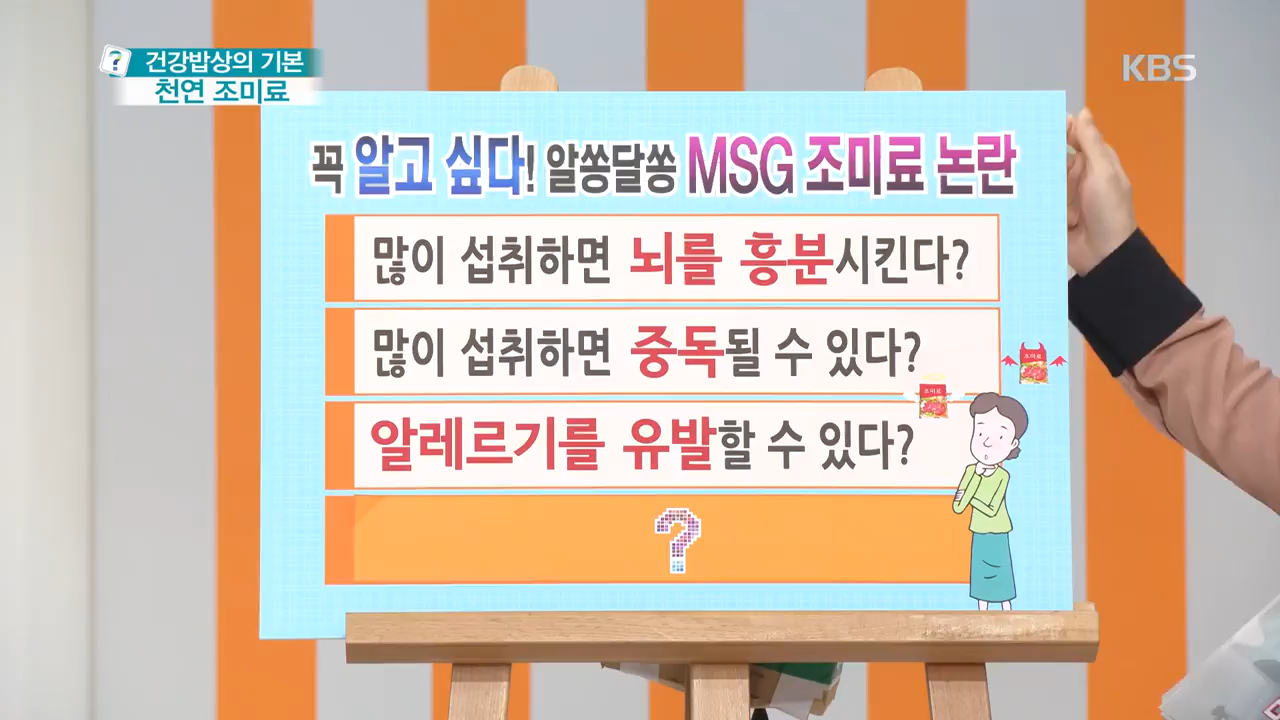 건강밥상의 기본
천연 조미료
KBS
꼭 알고 싶다! 알쏭달쏭 MSG 조미료 논란
많이 섭취하면 뇌를 흥분시킨다?
많이 섭취하면 중독될 수 있다?
조미료
조미료
알레르기를 유발할 수 있다?
?